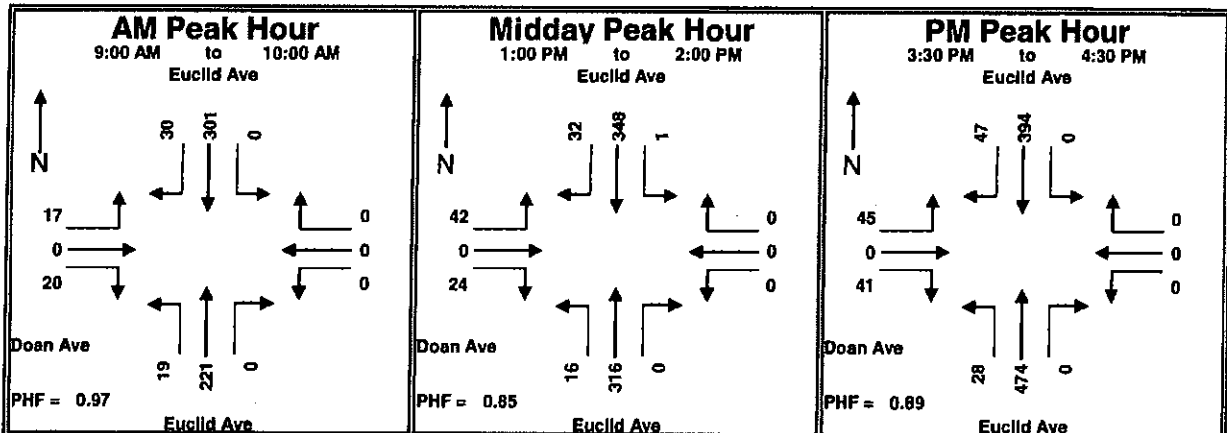 AM Peak Hour
9:00 AM to 10:00 AM
Euclid Ave
30 301 0
N
17 0
0 0
20 0
19 221 0
Doan Ave
PHF = 0.97
Euclid Ave
Midday Peak Hour
1:00 PM to 2:00 PM
Euclid Ave
32 348 1
N
42 0
0 0
24 0
16 316 0
Doan Ave
PHF = 0.85
Euclid Ave
PM Peak Hour
3:30 PM to 4:30 PM
Euclid Ave
47 394 0
N
45 0
0 0
41 0
28 474 0
Doan Ave
PHF = 0.89
Euclid Ave